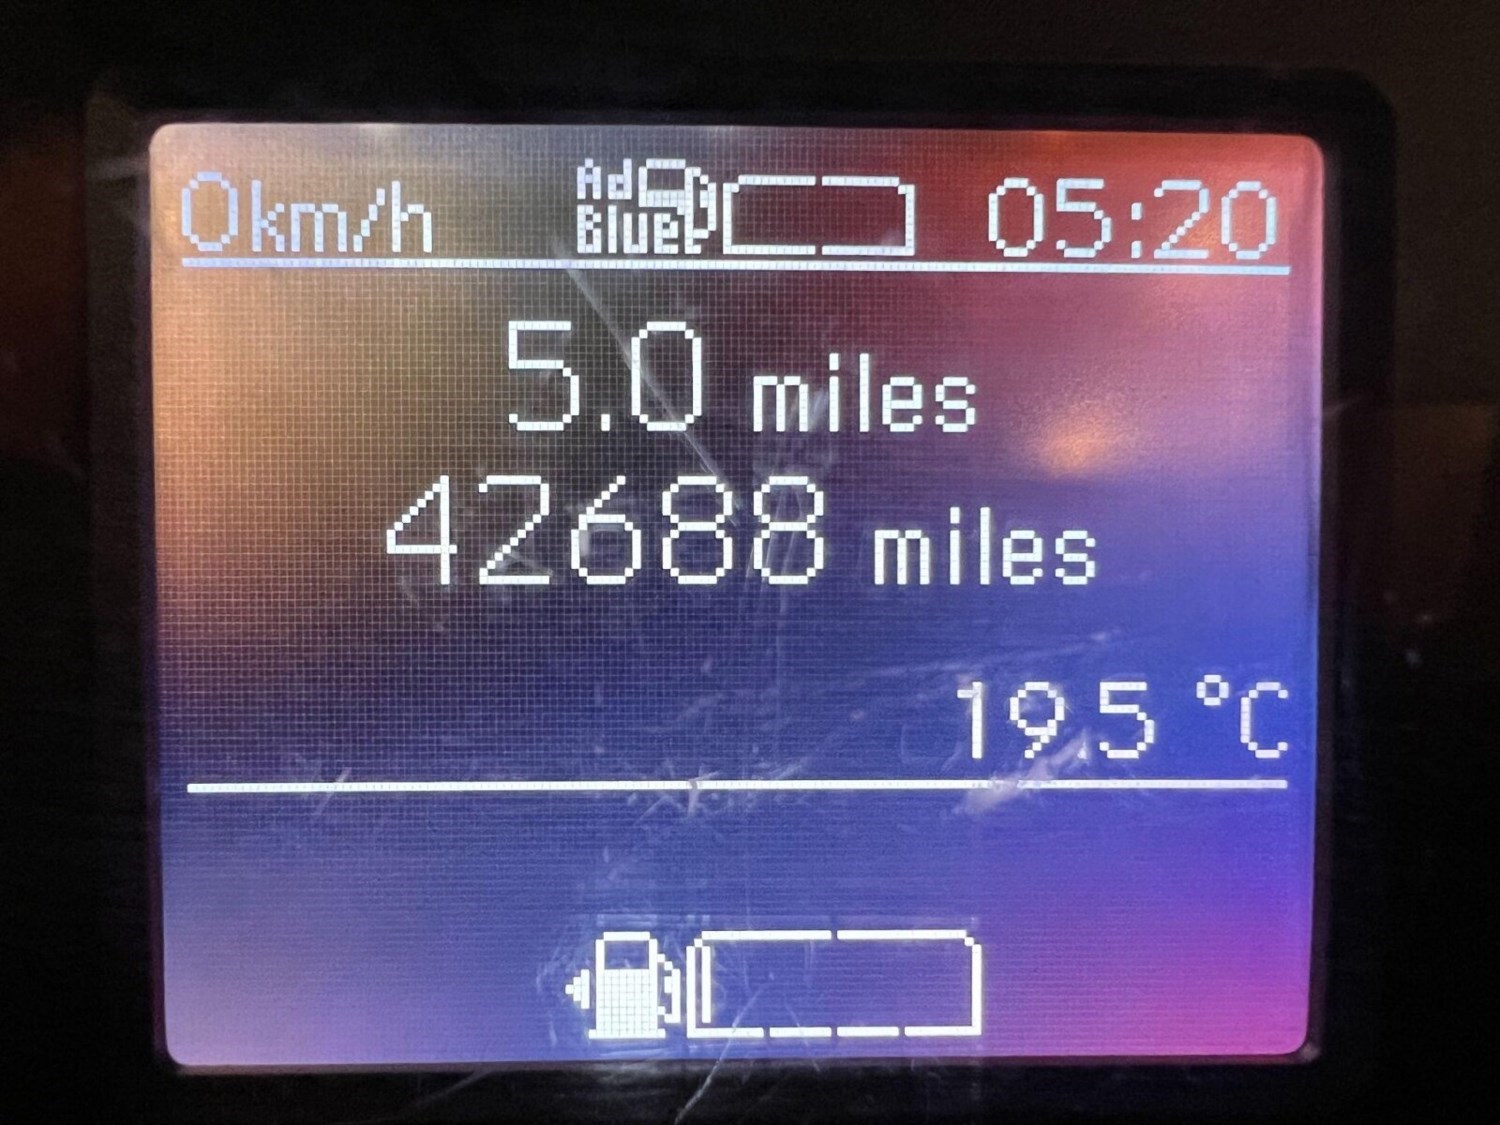 0km/h Ad Blue 05:20
5.0 miles
42688 miles
19.5 °C